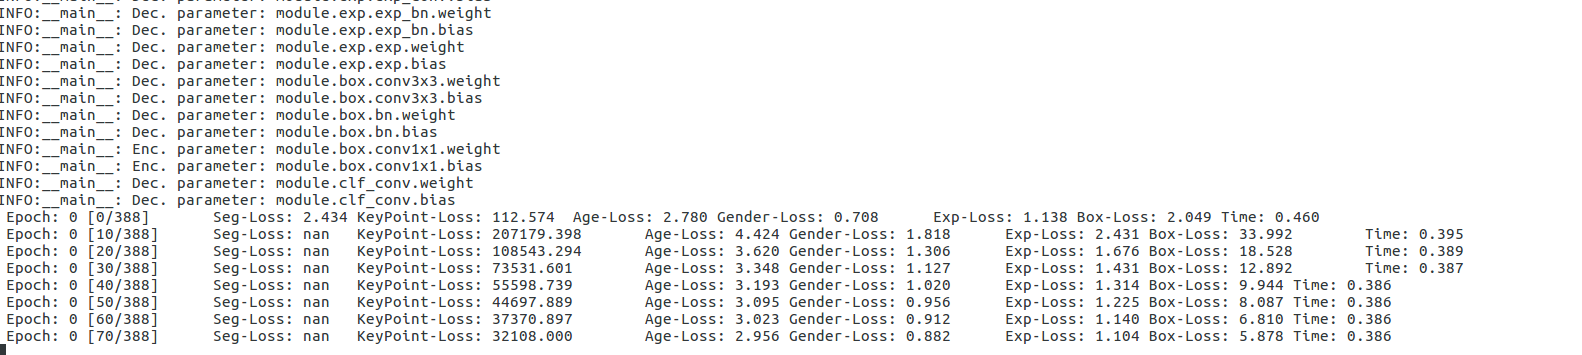 INFO:__main__: Dec. parameter: module.exp.exp_bn.weight
INFO:__main__: Dec. parameter: module.exp.exp_bn.bias
INFO:__main__: Dec. parameter: module.exp.exp.weight
INFO:__main__: Dec. parameter: module.exp.exp.bias
INFO:__main__: Dec. parameter: module.box.conv3x3.weight
INFO:__main__: Dec. parameter: module.box.conv3x3.bias
INFO:__main__: Dec. parameter: module.box.bn.weight
INFO:__main__: Dec. parameter: module.box.bn.bias
INFO:__main__: Enc. parameter: module.box.conv1x1.weight
INFO:__main__: Enc. parameter: module.box.conv1x1.bias
INFO:__main__: Dec. parameter: module.clf_conv.weight
INFO:__main__: Dec. parameter: module.clf_conv.bias
Epoch: 0 [0/388] Seg-Loss: 2.434 KeyPoint-Loss: 112.574 Age-Loss: 2.780 Gender-Loss: 0.708 Exp-Loss: 1.138 Box-Loss: 2.049 Time: 0.460
Epoch: 0 [10/388] Seg-Loss: nan KeyPoint-Loss: 207179.398 Age-Loss: 4.424 Gender-Loss: 1.818 Exp-Loss: 2.431 Box-Loss: 33.992 Time: 0.395
Epoch: 0 [20/388] Seg-Loss: nan KeyPoint-Loss: 108543.294 Age-Loss: 3.620 Gender-Loss: 1.306 Exp-Loss: 1.676 Box-Loss: 18.528 Time: 0.389
Epoch: 0 [30/388] Seg-Loss: nan KeyPoint-Loss: 73531.601 Age-Loss: 3.348 Gender-Loss: 1.127 Exp-Loss: 1.431 Box-Loss: 12.892 Time: 0.387
Epoch: 0 [40/388] Seg-Loss: nan KeyPoint-Loss: 55598.739 Age-Loss: 3.193 Gender-Loss: 1.020 Exp-Loss: 1.314 Box-Loss: 9.944 Time: 0.386
Epoch: 0 [50/388] Seg-Loss: nan KeyPoint-Loss: 44697.889 Age-Loss: 3.095 Gender-Loss: 0.956 Exp-Loss: 1.225 Box-Loss: 8.087 Time: 0.386
Epoch: 0 [60/388] Seg-Loss: nan KeyPoint-Loss: 37370.897 Age-Loss: 3.023 Gender-Loss: 0.912 Exp-Loss: 1.140 Box-Loss: 6.810 Time: 0.386
Epoch: 0 [70/388] Seg-Loss: nan KeyPoint-Loss: 32108.000 Age-Loss: 2.956 Gender-Loss: 0.882 Exp-Loss: 1.104 Box-Loss: 5.878 Time: 0.386